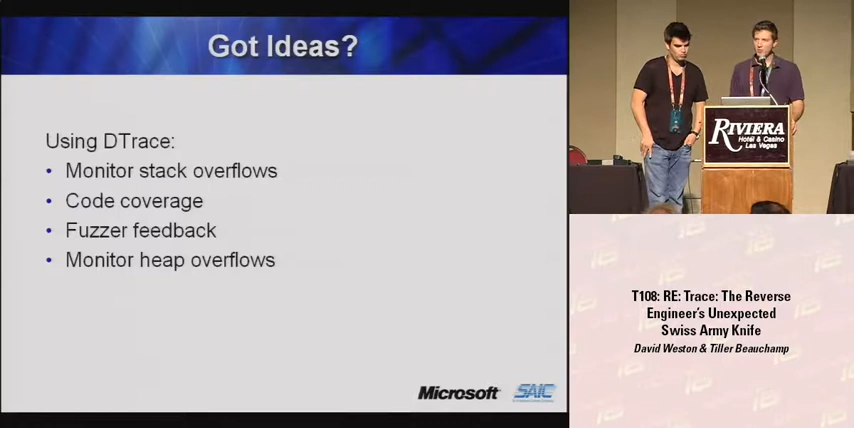 Got Ideas?
Using DTrace:
• Monitor stack overflows
• Code coverage
• Fuzzer feedback
• Monitor heap overflows
Microsoft
SAIC
RIVIERA
Hotel & Casino
Las Vegas
T108: RE: Trace: The Reverse
Engineer's Unexpected
Swiss Army Knife
David Weston & Tiller Beauchamp